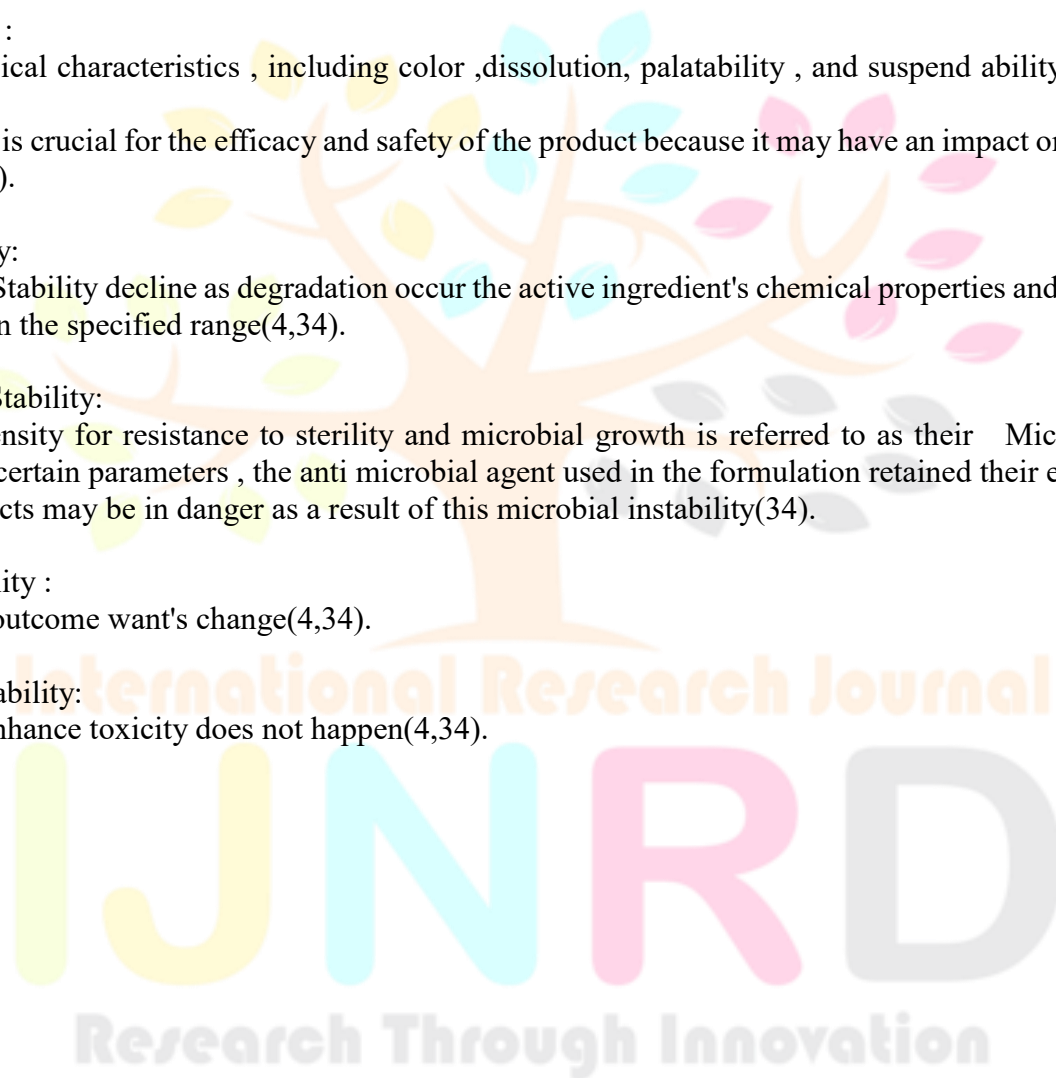 :
ical characteristics , including color ,dissolution, palatability , and suspend ability
is crucial for the efficacy and safety of the product because it may have an impact or
).
y:
Stability decline as degradation occur the active ingredient's chemical properties and
n the specified range(4,34).
Stability:
ensity for resistance to sterility and microbial growth is referred to as their Mic
certain parameters , the anti microbial agent used in the formulation retained their e
cts may be in danger as a result of this microbial instability(34).
lity :
outcome want's change(4,34).
ability:
nhance toxicity does not happen(4,34).
International Research Journal
IJNRD
Research Through Innovation